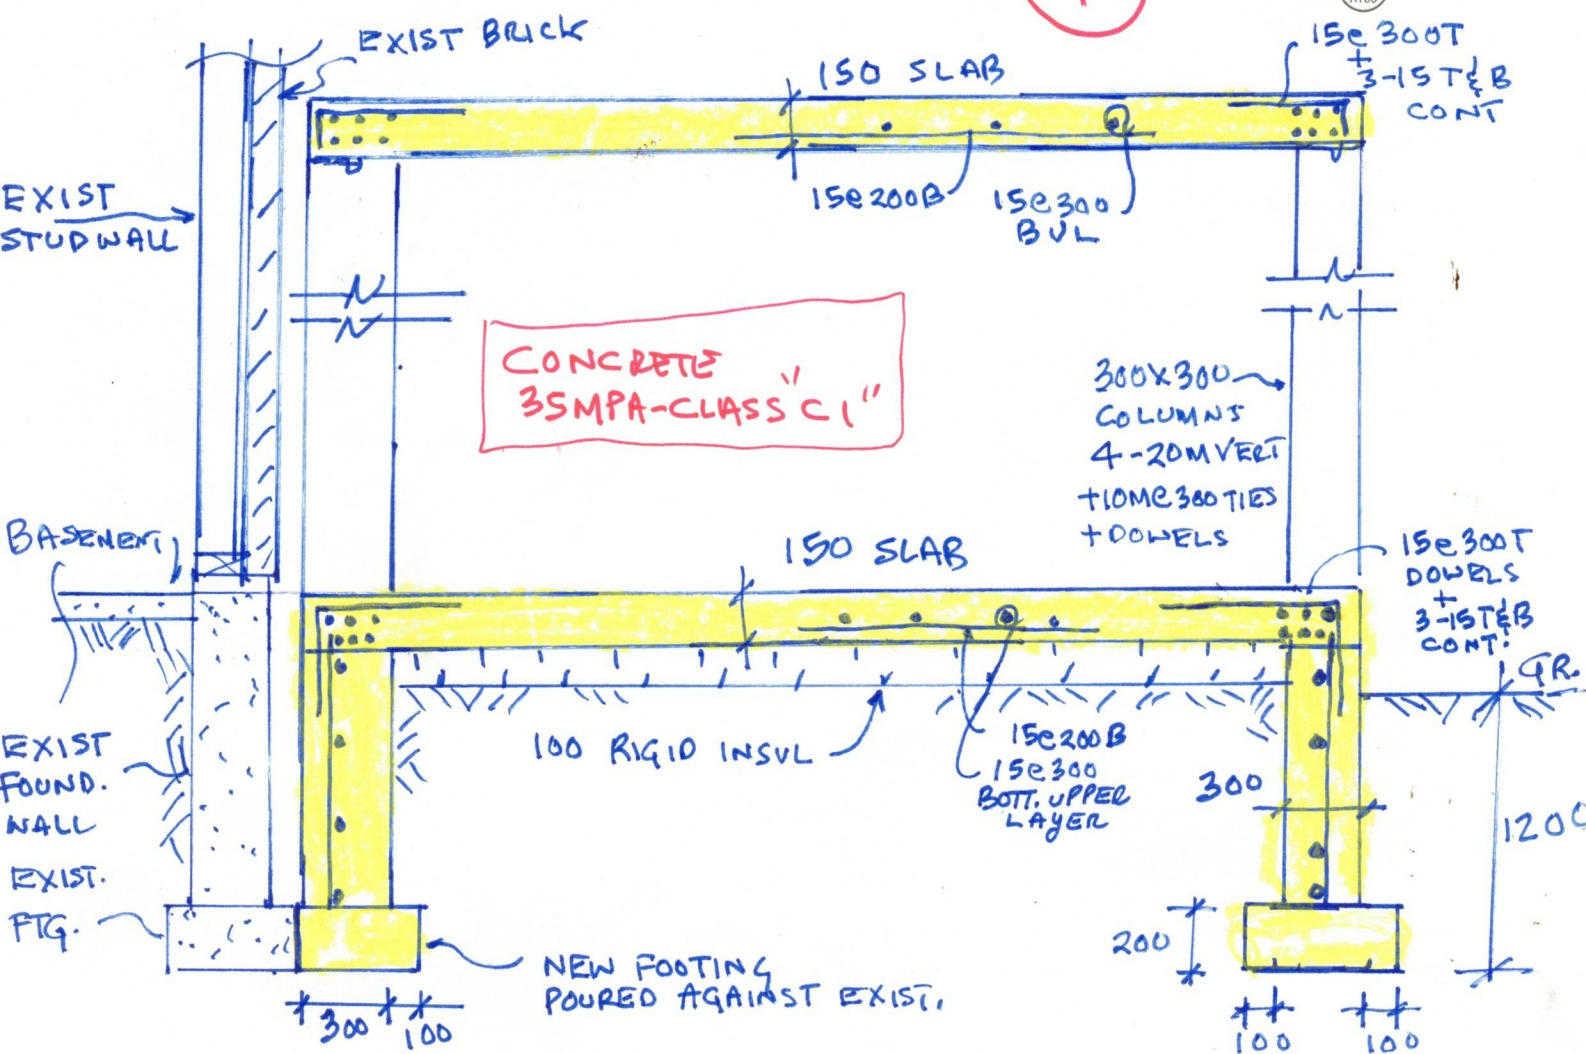 EXIST BRICK
150 SLAB
15@300T
+
3-15 T&B
CONT
15@200B
15@300
BUL
EXIST
STUDWALL
CONCRETE
35MPA-CLASS "C1"
300X300
COLUMNS
4-20M VERT
+10M@300 TIES
+DOWELS
BASEMENT
150 SLAB
15@300T
DOWELS
+
3-15T&B
CONT.
GR.
100 RIGID INSUL
15@200B
15@300
BOTT. UPPER
LAYER
300
EXIST
FOUND.
WALL
EXIST.
FTG.
200
NEW FOOTING
POURED AGAINST EXIST.
300
100
100
100